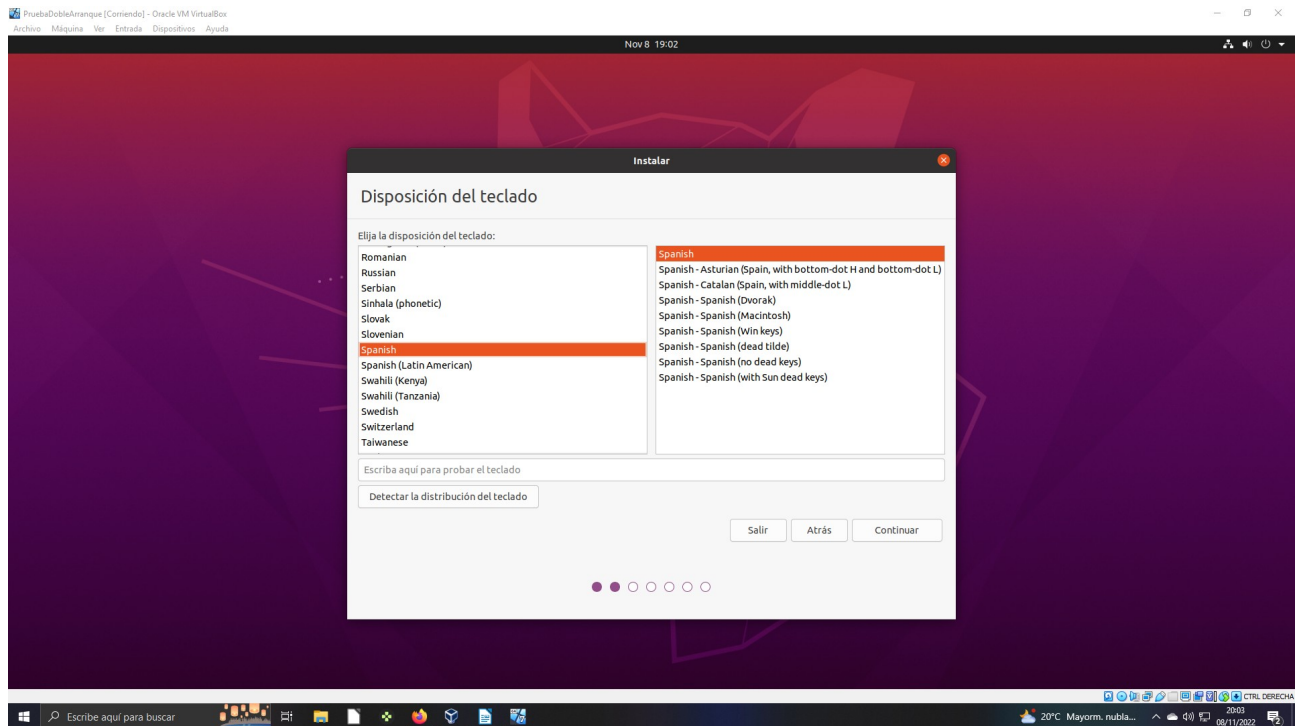 PruebaDobleArranque [Corriendo] - Oracle VM VirtualBox
Archivo Máquina Ver Entrada Dispositivos Ayuda
Nov 8 19:02
Instalar
Disposición del teclado
Elija la disposición del teclado:
Romanian
Russian
Serbian
Sinhala (phonetic)
Slovak
Slovenian
Spanish
Spanish (Latin American)
Swahili (Kenya)
Swahili (Tanzania)
Swedish
Switzerland
Taiwanese
Spanish
Spanish - Asturian (Spain, with bottom-dot H and bottom-dot L)
Spanish - Catalan (Spain, with middle-dot L)
Spanish - Spanish (Dvorak)
Spanish - Spanish (Macintosh)
Spanish - Spanish (Win keys)
Spanish - Spanish (dead tilde)
Spanish - Spanish (no dead keys)
Spanish - Spanish (with Sun dead keys)
Escriba aquí para probar el teclado
Detectar la distribución del teclado
Salir Atrás Continuar
CTRL DERECHA
Escribe aquí para buscar
20°C Mayorm. nubla...
20:03
08/11/2022